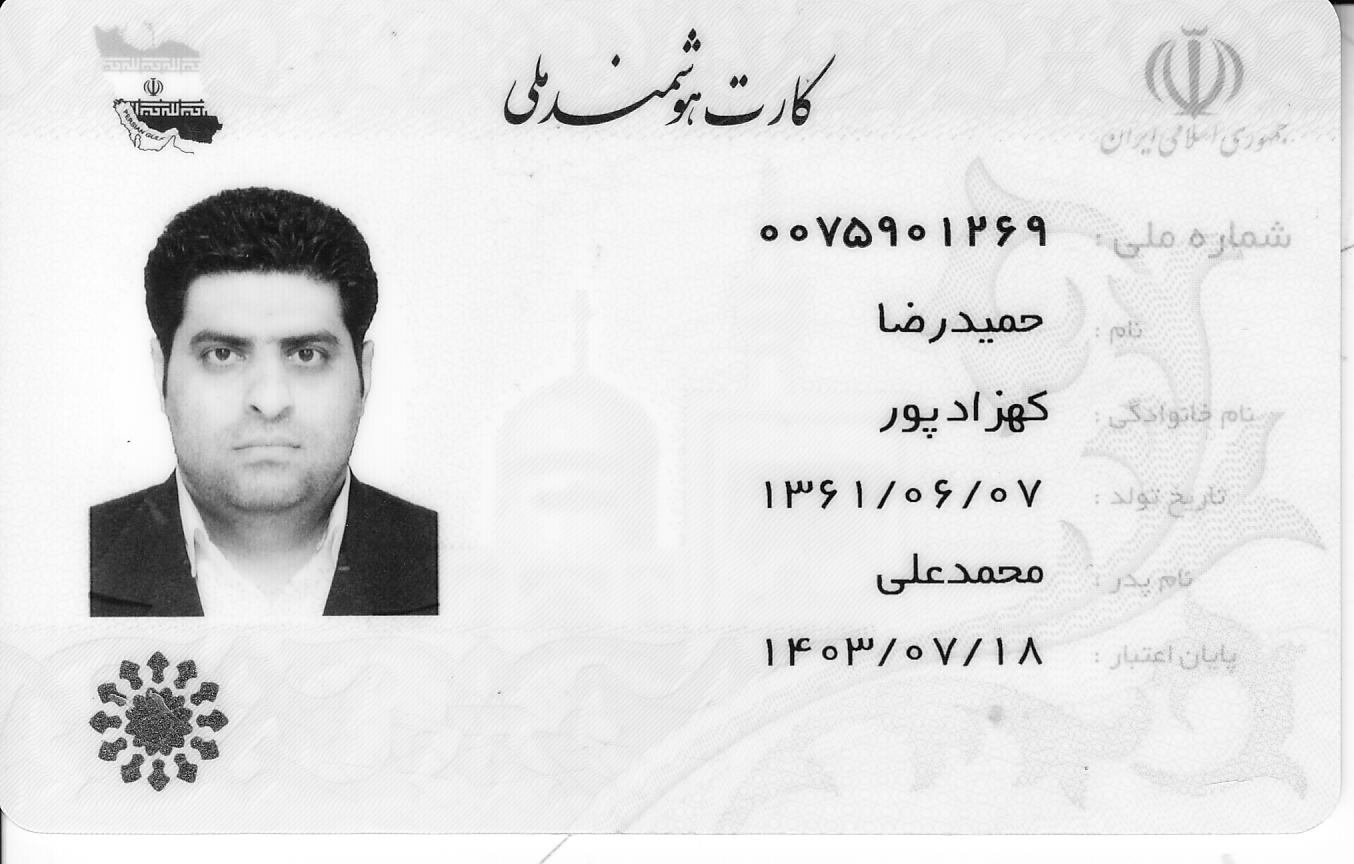 کارت هوشمند ملی
جمهوری اسلامی ایران
PERSIAN GULF
شماره ملی : ۰۰۷۵۹۰۱۲۶۹
نام : حمیدرضا
نام خانوادگی : کهزادپور
تاریخ تولد : ۱۳۶۱/۰۶/۰۷
نام پدر : محمدعلی
پایان اعتبار : ۱۴۰۳/۰۷/۱۸